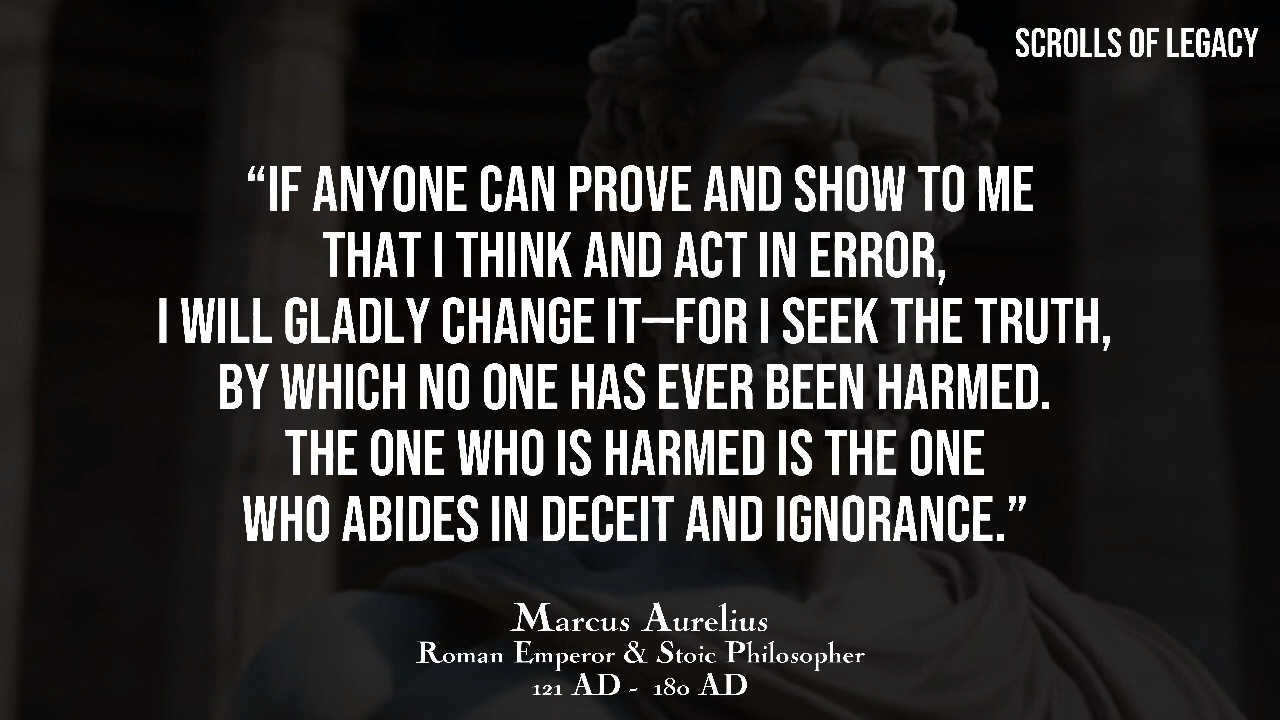 SCROLLS OF LEGACY
“IF ANYONE CAN PROVE AND SHOW TO ME
THAT I THINK AND ACT IN ERROR,
I WILL GLADLY CHANGE IT—FOR I SEEK THE TRUTH,
BY WHICH NO ONE HAS EVER BEEN HARMED.
THE ONE WHO IS HARMED IS THE ONE
WHO ABIDES IN DECEIT AND IGNORANCE.”
Marcus Aurelius
Roman Emperor & Stoic Philosopher
121 AD - 180 AD